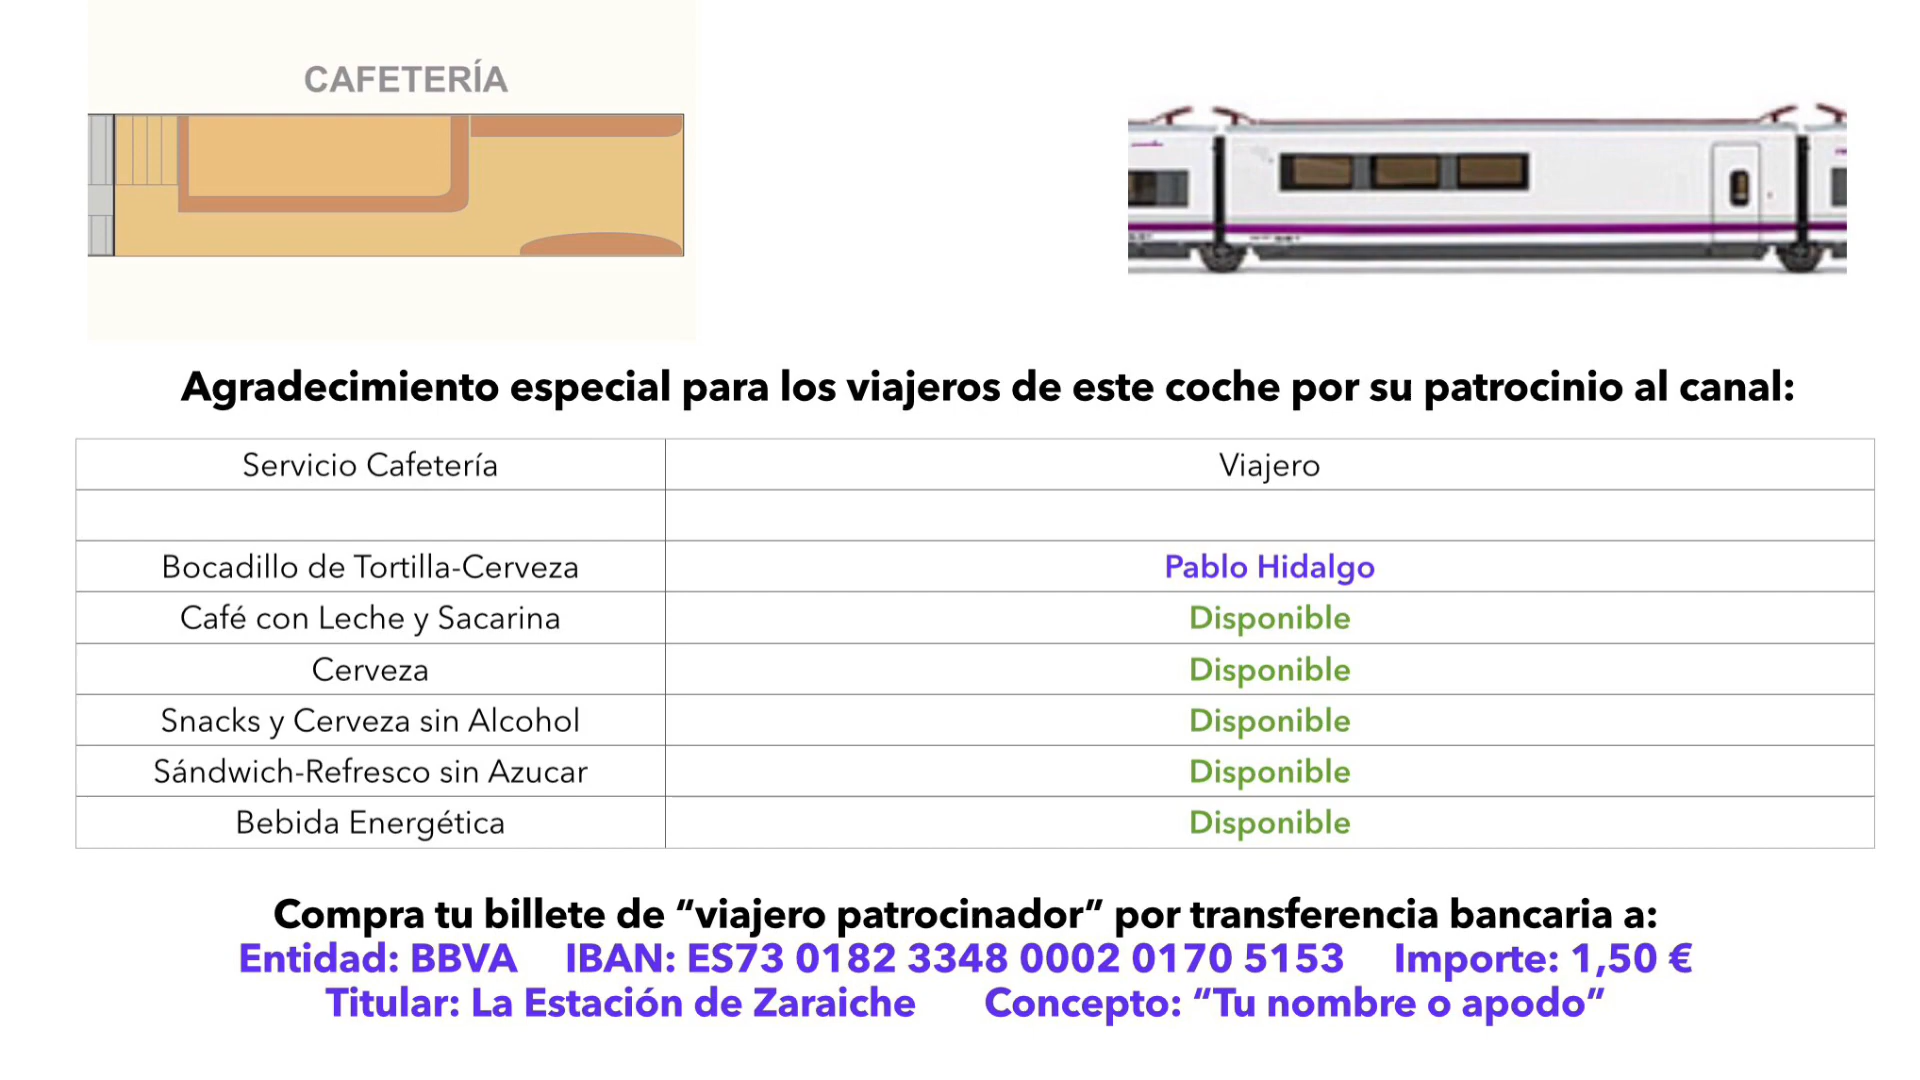 CAFETERÍA
Agradecimiento especial para los viajeros de este coche por su patrocinio al canal:
Servicio Cafetería Viajero
Bocadillo de Tortilla-Cerveza Pablo Hidalgo
Café con Leche y Sacarina Disponible
Cerveza Disponible
Snacks y Cerveza sin Alcohol Disponible
Sándwich-Refresco sin Azucar Disponible
Bebida Energética Disponible
Compra tu billete de “viajero patrocinador” por transferencia bancaria a:
Entidad: BBVA IBAN: ES73 0182 3348 0002 0170 5153 Importe: 1,50 €
Titular: La Estación de Zaraiche Concepto: “Tu nombre o apodo”